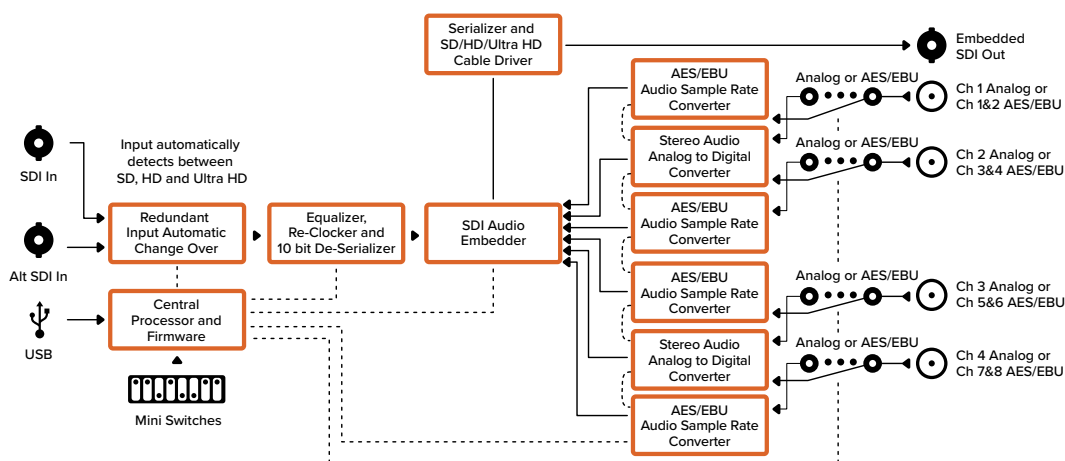 Serializer and
SD/HD/Ultra HD
Cable Driver
Embedded
SDI Out
AES/EBU
Audio Sample Rate
Converter
Analog or AES/EBU
Ch 1 Analog or
Ch 1&2 AES/EBU
SDI In
Input automatically
detects between
SD, HD and Ultra HD
Stereo Audio
Analog to Digital
Converter
Analog or AES/EBU
Ch 2 Analog or
Ch 3&4 AES/EBU
Alt SDI In
Redundant
Input Automatic
Change Over
Equalizer,
Re-Clocker and
10 bit De-Serializer
SDI Audio
Embedder
AES/EBU
Audio Sample Rate
Converter
USB
Central
Processor and
Firmware
AES/EBU
Audio Sample Rate
Converter
Analog or AES/EBU
Ch 3 Analog or
Ch 5&6 AES/EBU
Stereo Audio
Analog to Digital
Converter
Analog or AES/EBU
Ch 4 Analog or
Ch 7&8 AES/EBU
Mini Switches
AES/EBU
Audio Sample Rate
Converter